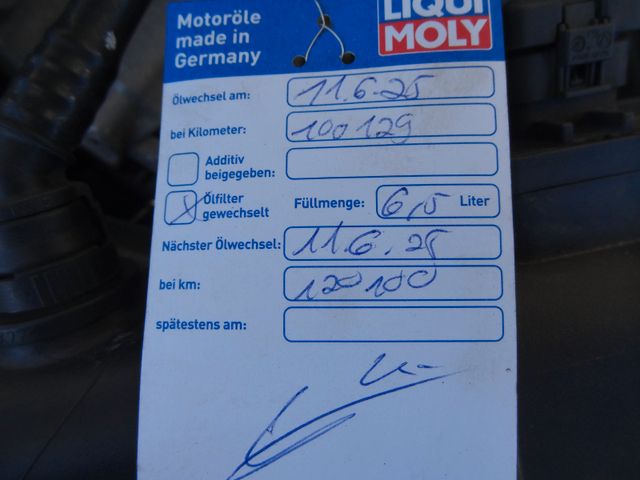 Motoröle
made in
Germany
LIQUI
MOLY
Ölwechsel am: 11.6.25
bei Kilometer: 100129
Additiv
beigegeben:
Ölfilter
gewechselt
Füllmenge: 6,5 Liter
Nächster Ölwechsel: 11.6.25
bei km: 120100
spätestens am: